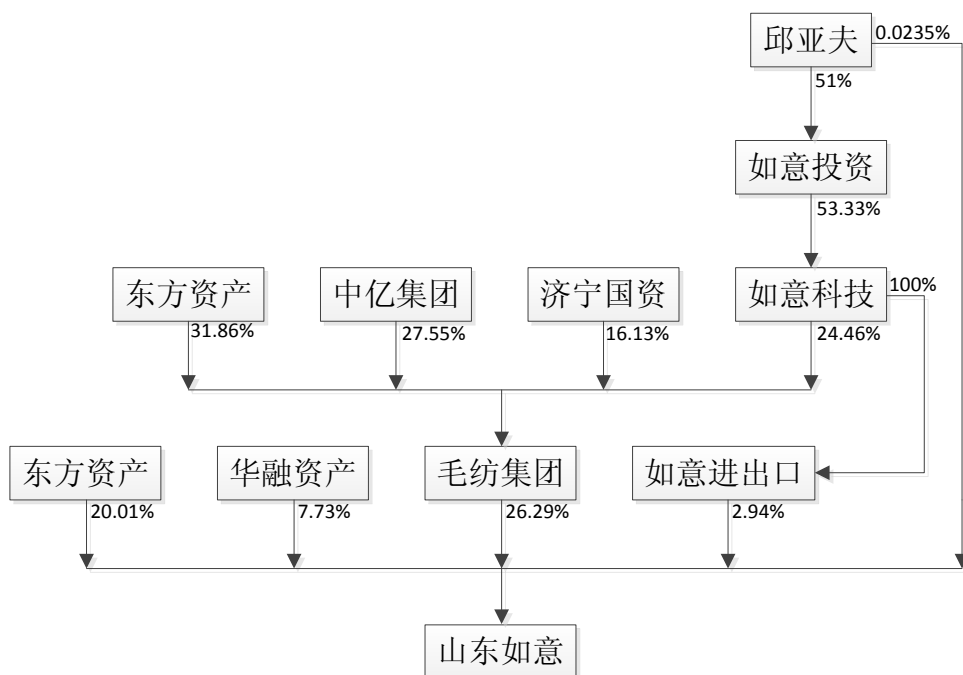 邱亚夫
0.0235%
51%
如意投资
53.33%
东方资产
中亿集团
济宁国资
如意科技
100%
31.86%
27.55%
16.13%
24.46%
东方资产
华融资产
毛纺集团
如意进出口
20.01%
7.73%
26.29%
2.94%
山东如意